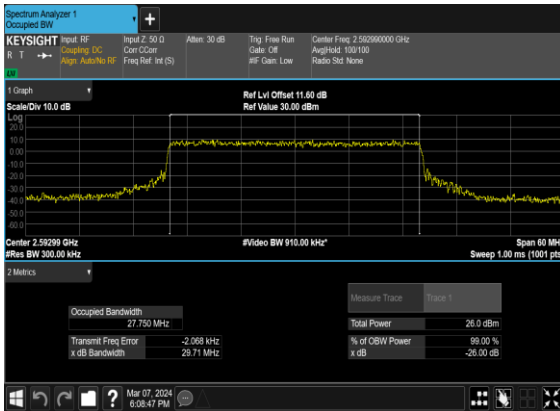 Spectrum Analyzer 1
Occupied BW
+
KEYSIGHT
R T
LW
Input: RF
Coupling: DC
Align: Auto/No RF
Input Z: 50 Ω
Corr CCorr
Freq Ref: Int (S)
Atten: 30 dB
Trig: Free Run
Gate: Off
#IF Gain: Low
Center Freq: 2.592990000 GHz
Avg|Hold: 100/100
Radio Std: None
1 Graph
Scale/Div 10.0 dB
Ref Lvl Offset 11.60 dB
Ref Value 30.00 dBm
Log
20.0
10.0
0.00
-10.0
-20.0
-30.0
-40.0
-50.0
-60.0
Center 2.59299 GHz
#Res BW 300.00 kHz
#Video BW 910.00 kHz*
Span 60 MH
Sweep 1.00 ms (1001 pts
2 Metrics
Measure Trace
Trace 1
Occupied Bandwidth
27.750 MHz
Total Power
26.0 dBm
Transmit Freq Error
-2.068 kHz
% of OBW Power
99.00 %
x dB Bandwidth
29.71 MHz
x dB
-26.00 dB
?
Mar 07, 2024
6:08:47 PM